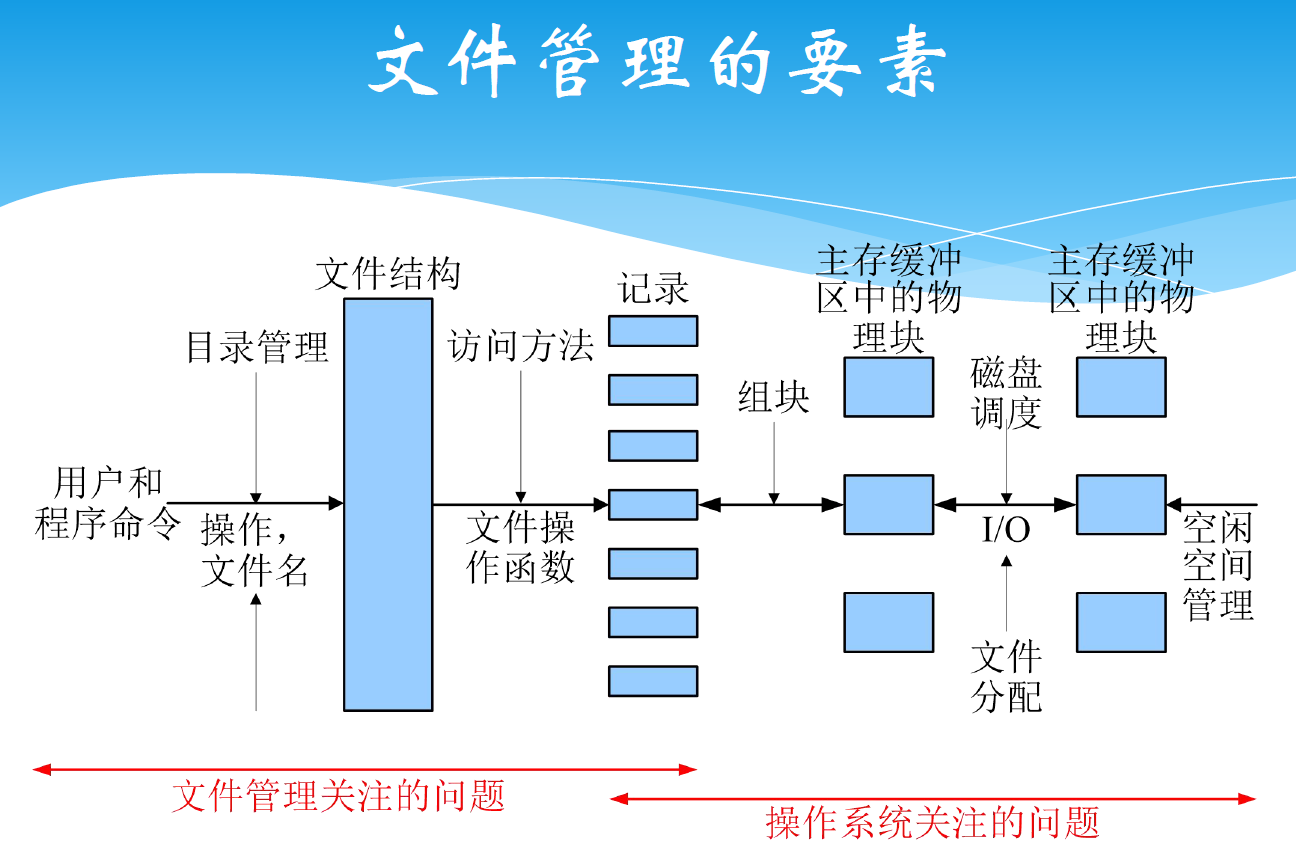 文件管理的要素
文件结构
目录管理
用户和
程序命令
操作，
文件名
访问方法
文件操
作函数
记录
组块
主存缓冲
区中的物
理块
磁盘
调度
I/O
文件
分配
主存缓冲
区中的物
理块
空闲
空间
管理
文件管理关注的问题
操作系统关注的问题